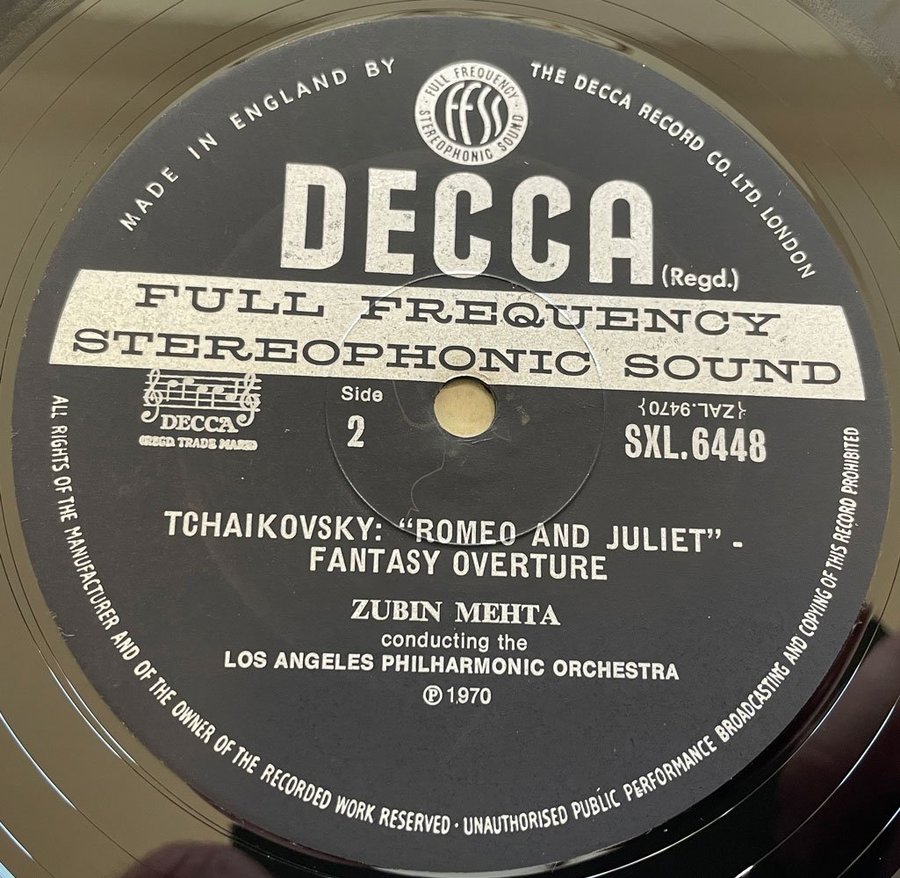 MADE IN ENGLAND BY
THE DECCA RECORD CO. LTD. LONDON
FULL FREQUENCY
FFSS
STEREOPHONIC SOUND
DECCA
(Regd.)
FULL FREQUENCY
STEREOPHONIC SOUND
DECCA
(REGD. TRADE MARK)
Side
2
{ZAL.9470}
SXL.6448
TCHAIKOVSKY: “ROMEO AND JULIET” -
FANTASY OVERTURE
ZUBIN MEHTA
conducting the
LOS ANGELES PHILHARMONIC ORCHESTRA
℗ 1970
ALL RIGHTS OF THE MANUFACTURER AND OF THE OWNER OF THE RECORDED WORK RESERVED · UNAUTHORISED PUBLIC PERFORMANCE BROADCASTING AND COPYING OF THIS RECORD PROHIBITED